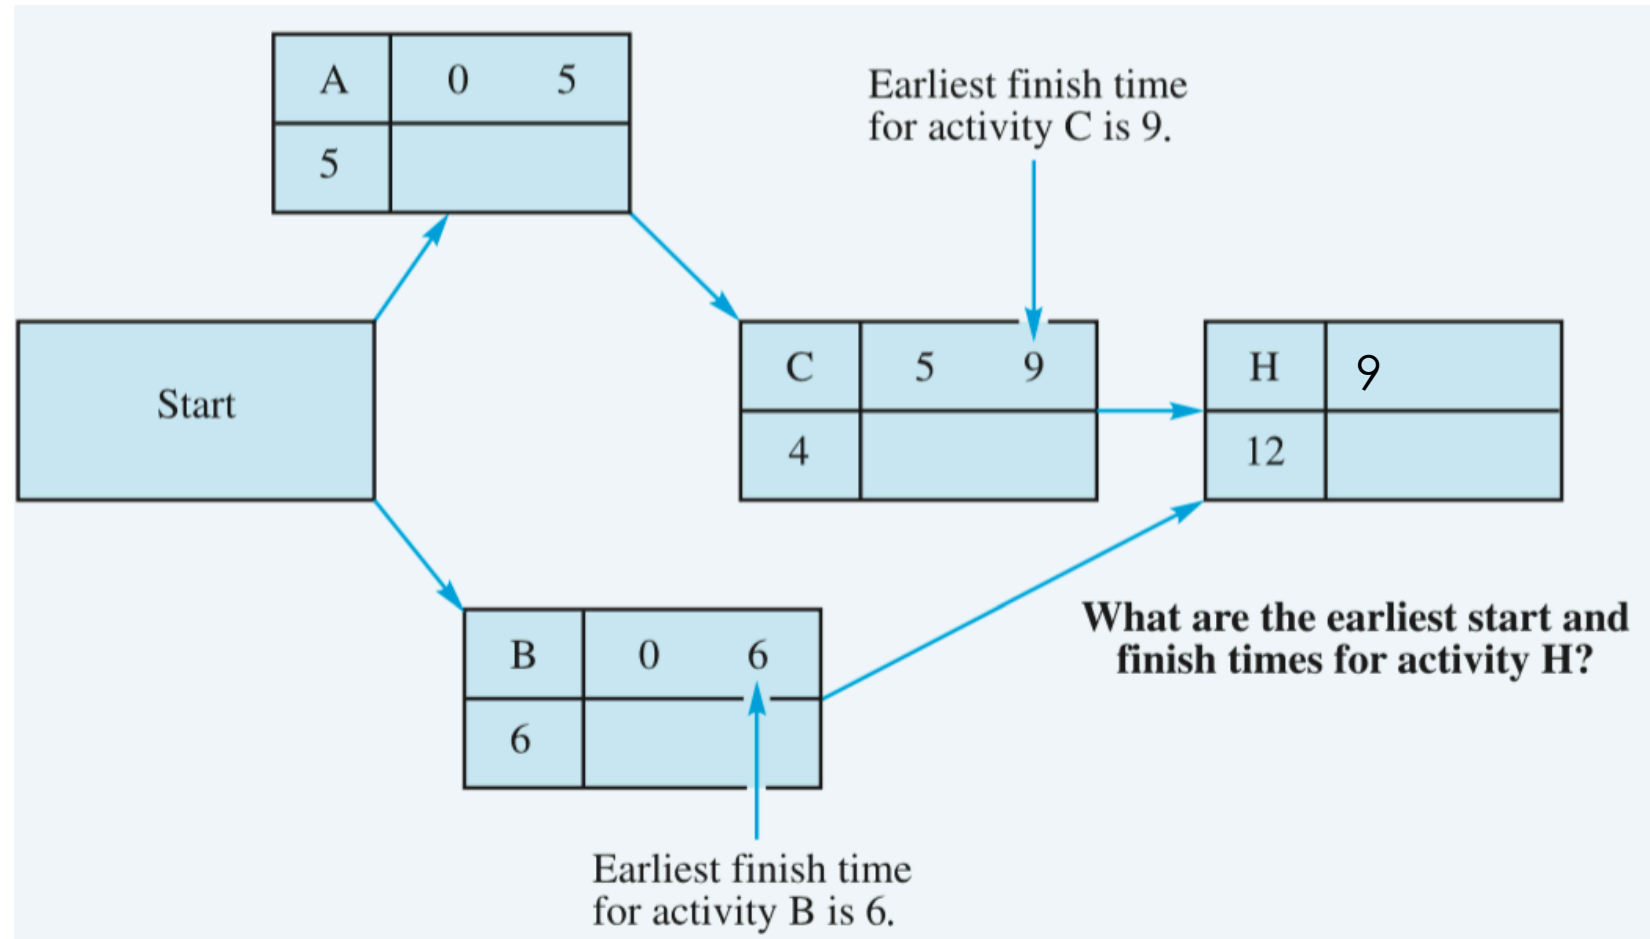 A 0 5
5
Earliest finish time
for activity C is 9.
Start
C 5 9
4
H 9
12
B 0 6
6
What are the earliest start and
finish times for activity H?
Earliest finish time
for activity B is 6.